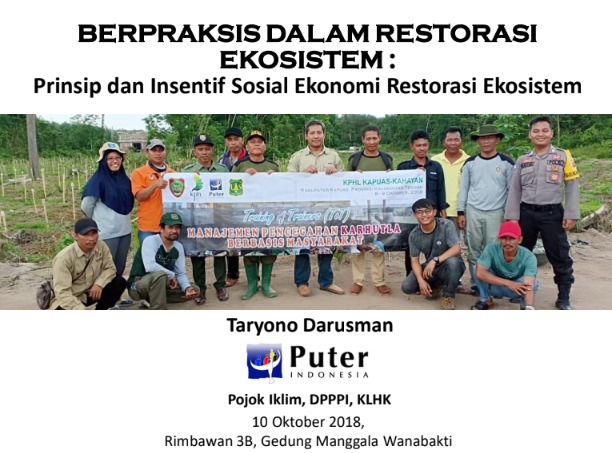 BERPRAKSIS DALAM RESTORASI
EKOSISTEM :
Prinsip dan Insentif Sosial Ekonomi Restorasi Ekosistem
kph
Puter
KPHL KAPUAS-KAHAYAN
Training of Trainers (TOT)
MANAJEMEN PENCEGAHAN KARHUTLA
BERBASIS MASYARAKAT
Taryono Darusman
Puter
INDONESIA
Pojok Iklim, DPPPI, KLHK
10 Oktober 2018,
Rimbawan 3B, Gedung Manggala Wanabakti